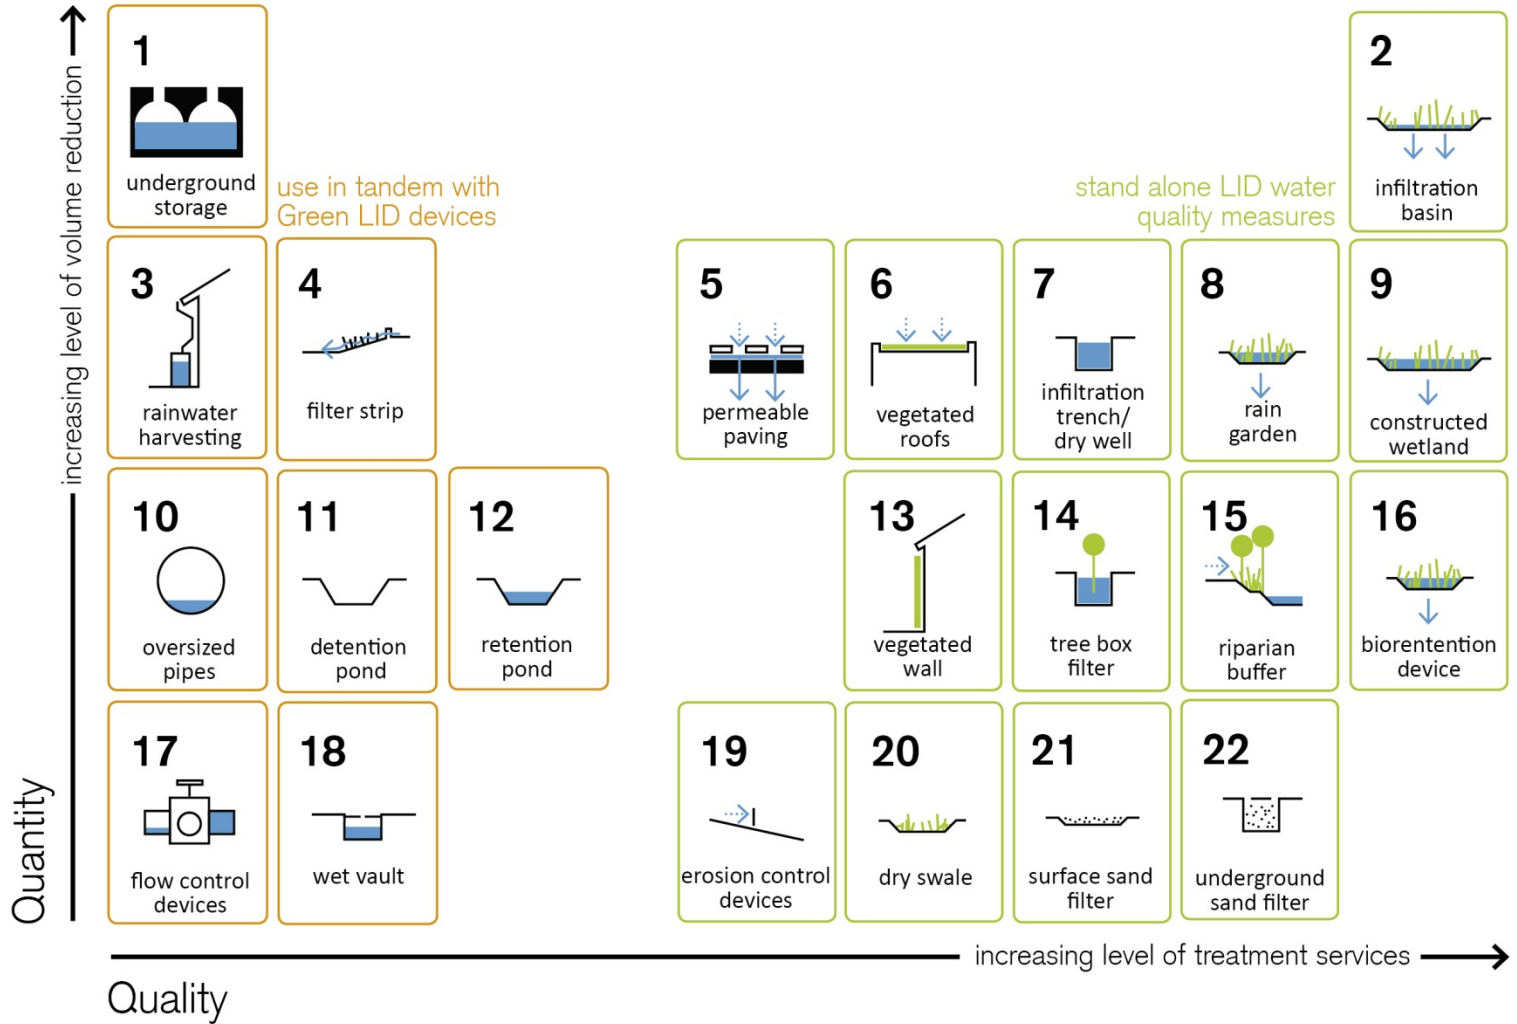 increasing level of volume reduction
Quantity
1
underground
storage
use in tandem with
Green LID devices
stand alone LID water
quality measures
2
infiltration
basin
3
rainwater
harvesting
4
filter strip
5
permeable
paving
6
vegetated
roofs
7
infiltration
trench/
dry well
8
rain
garden
9
constructed
wetland
10
oversized
pipes
11
detention
pond
12
retention
pond
13
vegetated
wall
14
tree box
filter
15
riparian
buffer
16
biorentention
device
17
flow control
devices
18
wet vault
19
erosion control
devices
20
dry swale
21
surface sand
filter
22
underground
sand filter
increasing level of treatment services
Quality